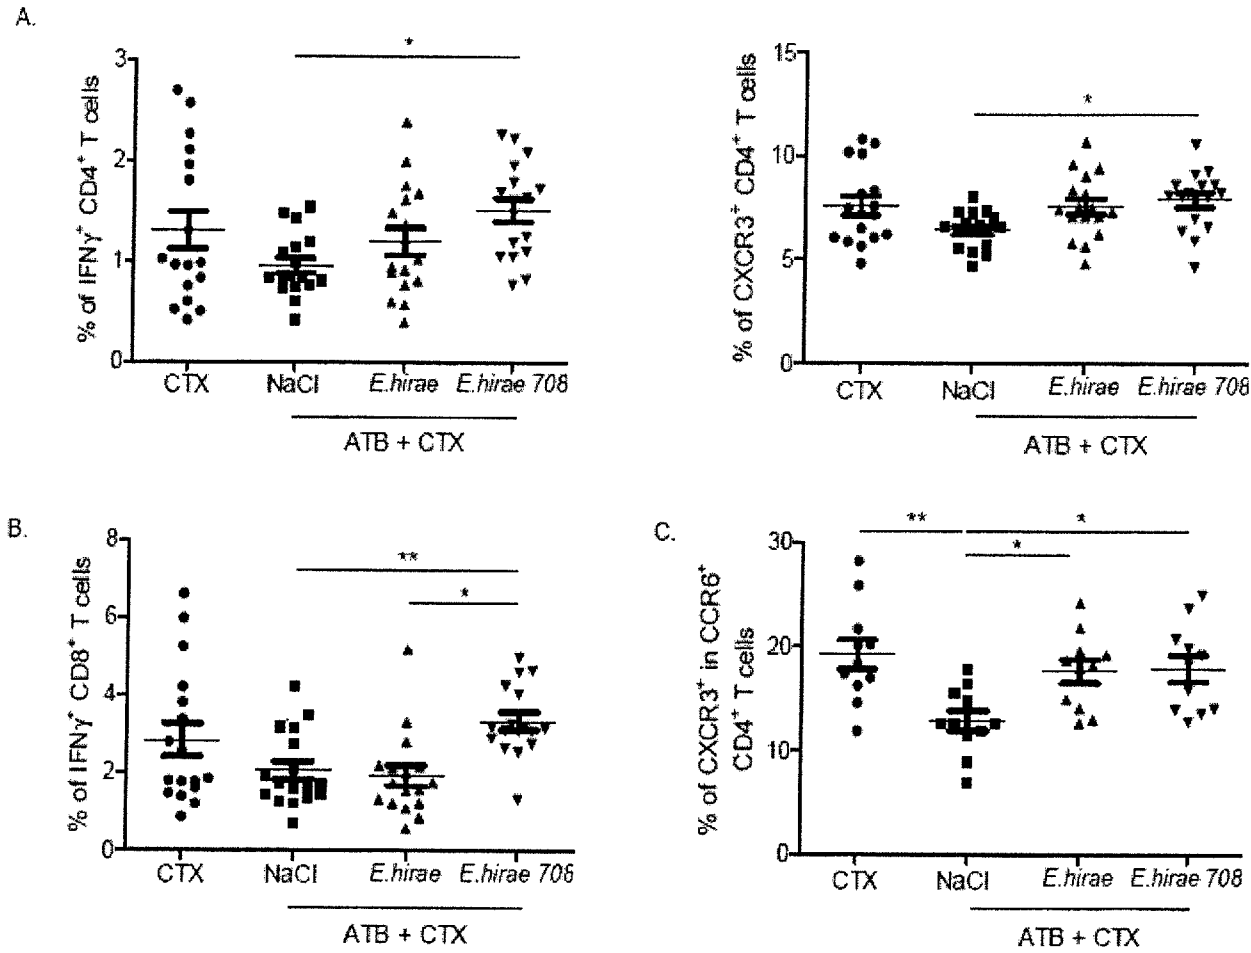 A.
% of IFNγ⁺ CD4⁺ T cells
3
2
1
0
*
CTX
NaCl
E.hirae
E.hirae 708
ATB + CTX
% of CXCR3⁺ CD4⁺ T cells
15
10
5
0
*
CTX
NaCl
E.hirae
E.hirae 708
ATB + CTX
B.
% of IFNγ⁺ CD8⁺ T cells
8
6
4
2
0
**
*
CTX
NaCl
E.hirae
E.hirae 708
ATB + CTX
C.
% of CXCR3⁺ in CCR6⁺
CD4⁺ T cells
30
20
10
0
**
*
*
CTX
NaCl
E.hirae
E.hirae 708
ATB + CTX